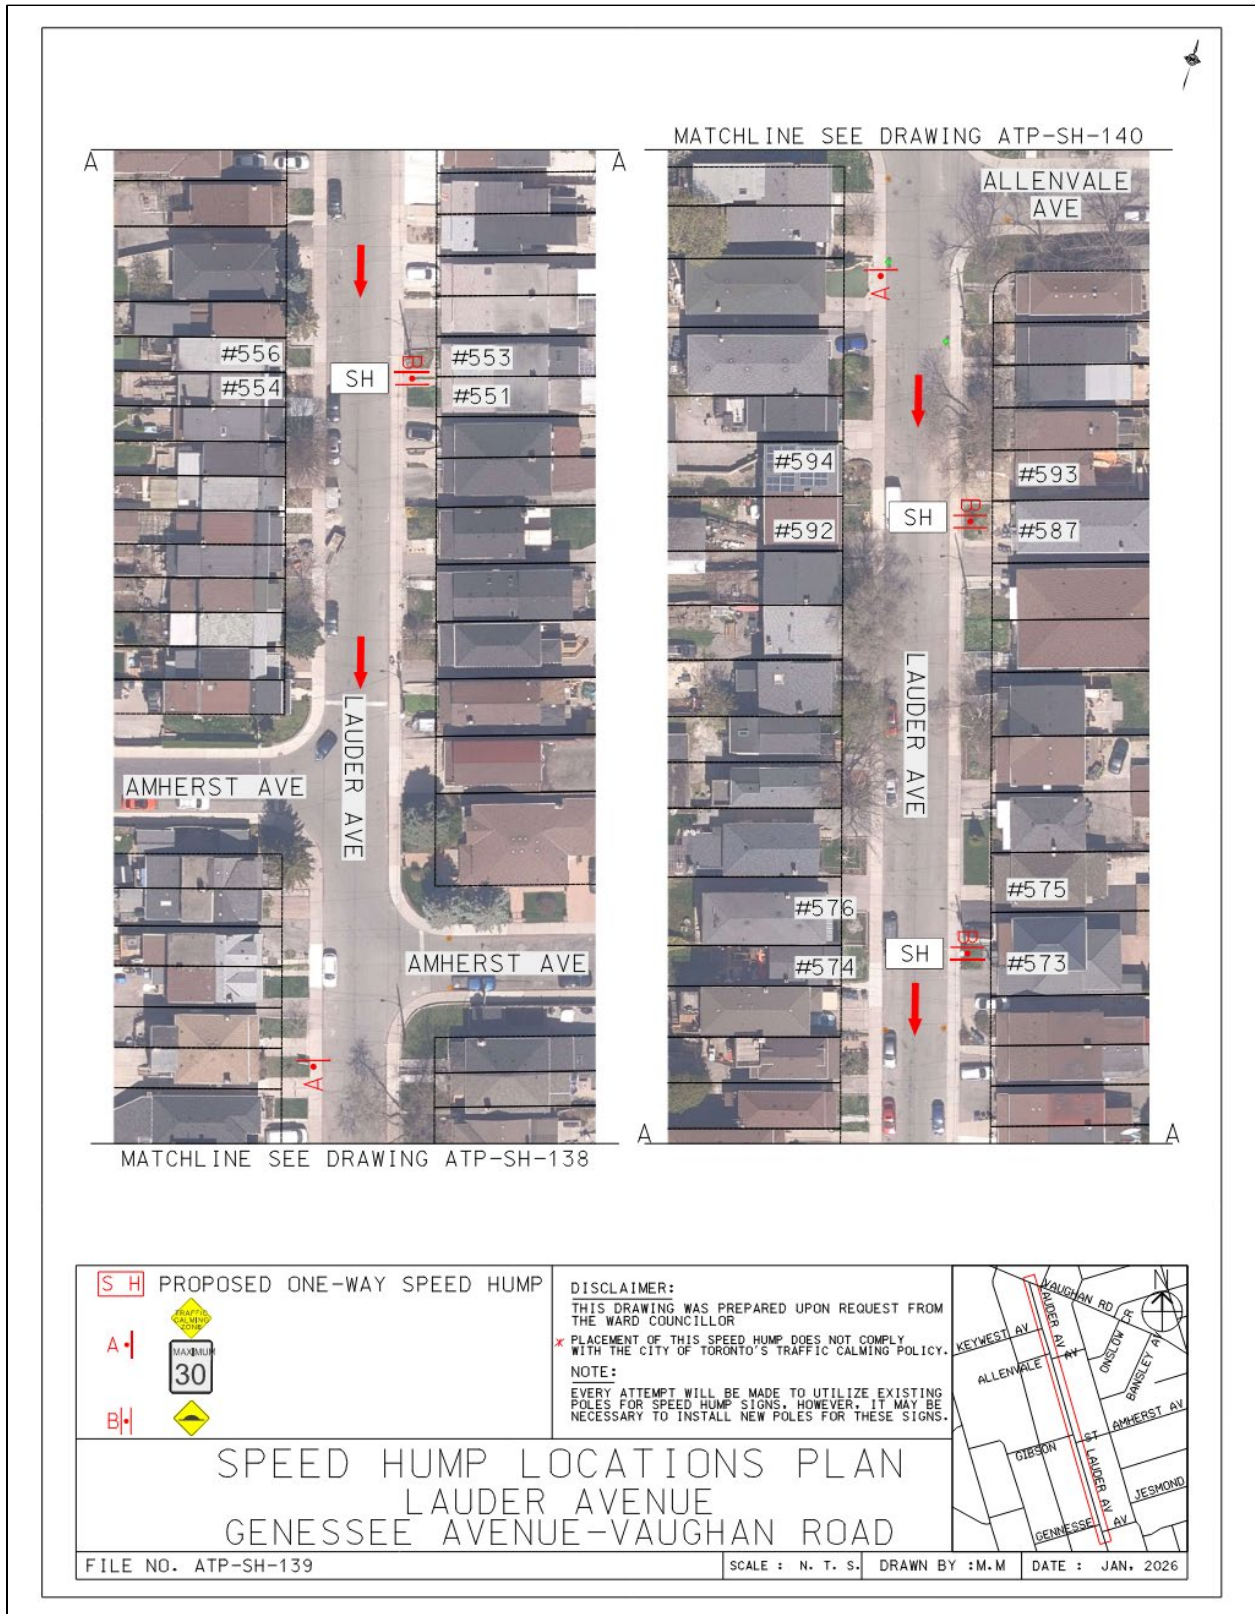 MATCHLINE SEE DRAWING ATP-SH-140
A A
ALLENVALE
AVE
A
#556
#554
SH
B
#553
#551
#594
#592
SH
B
#593
#587
LAUDER AVE
LAUDER AVE
AMHERST AVE
AMHERST AVE
A
#576
#574
SH
B
#575
#573
A A
MATCHLINE SEE DRAWING ATP-SH-138
S H PROPOSED ONE-WAY SPEED HUMP
TRAFFIC
CALMING
ZONE
A
MAXIMUM
30
B
DISCLAIMER:
THIS DRAWING WAS PREPARED UPON REQUEST FROM
THE WARD COUNCILLOR
* PLACEMENT OF THIS SPEED HUMP DOES NOT COMPLY
WITH THE CITY OF TORONTO'S TRAFFIC CALMING POLICY.
NOTE:
EVERY ATTEMPT WILL BE MADE TO UTILIZE EXISTING
POLES FOR SPEED HUMP SIGNS, HOWEVER, IT MAY BE
NECESSARY TO INSTALL NEW POLES FOR THESE SIGNS.
N
VAUGHAN RD
LAUDER AV
KEYWEST AV
ONSLOW CR
ALLENVALE AV
BANSLEY AV
AMHERST AV
GIBSON ST
LAUDER AV
JESMOND
GENNESSE AV
SPEED HUMP LOCATIONS PLAN
LAUDER AVENUE
GENESSEE AVENUE-VAUGHAN ROAD
FILE NO. ATP-SH-139
SCALE : N. T. S.
DRAWN BY :M.M
DATE : JAN, 2026